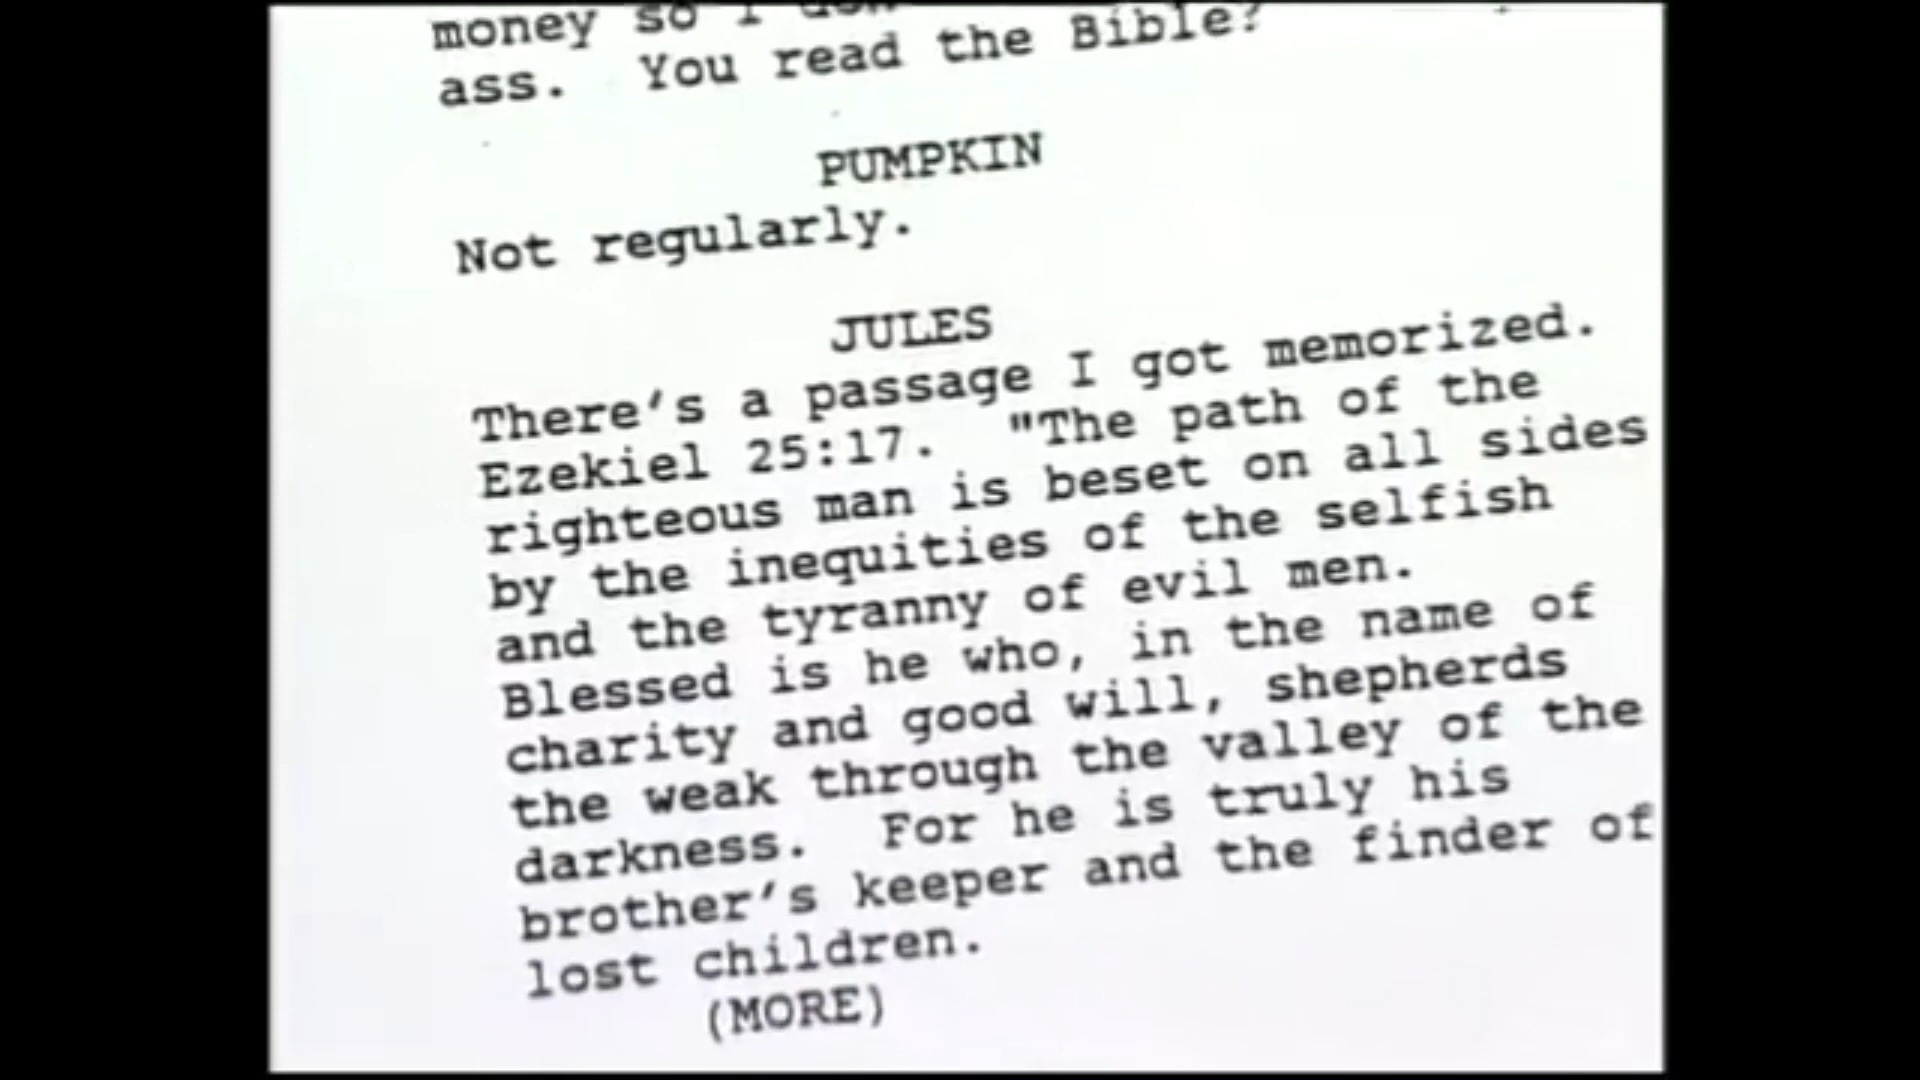 money so I don
ass.  You read the Bible?
PUMPKIN
Not regularly.
JULES
There's a passage I got memorized.
Ezekiel 25:17.  "The path of the
righteous man is beset on all sides
by the inequities of the selfish
and the tyranny of evil men.
Blessed is he who, in the name of
charity and good will, shepherds
the weak through the valley of the
darkness.  For he is truly his
brother's keeper and the finder of
lost children.
(MORE)